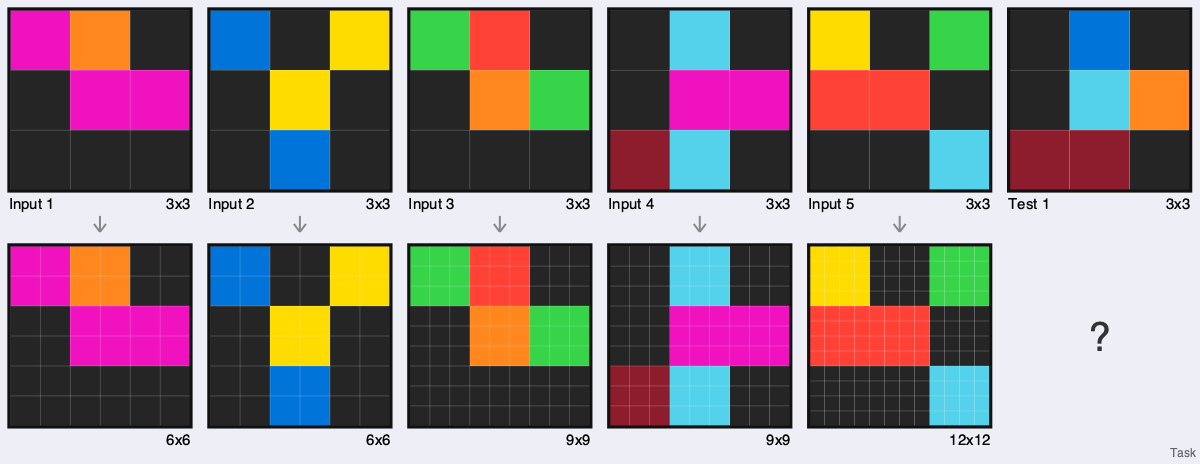 Input 1 3x3
Input 2 3x3
Input 3 3x3
Input 4 3x3
Input 5 3x3
Test 1 3x3
?
6x6
6x6
9x9
9x9
12x12
Task